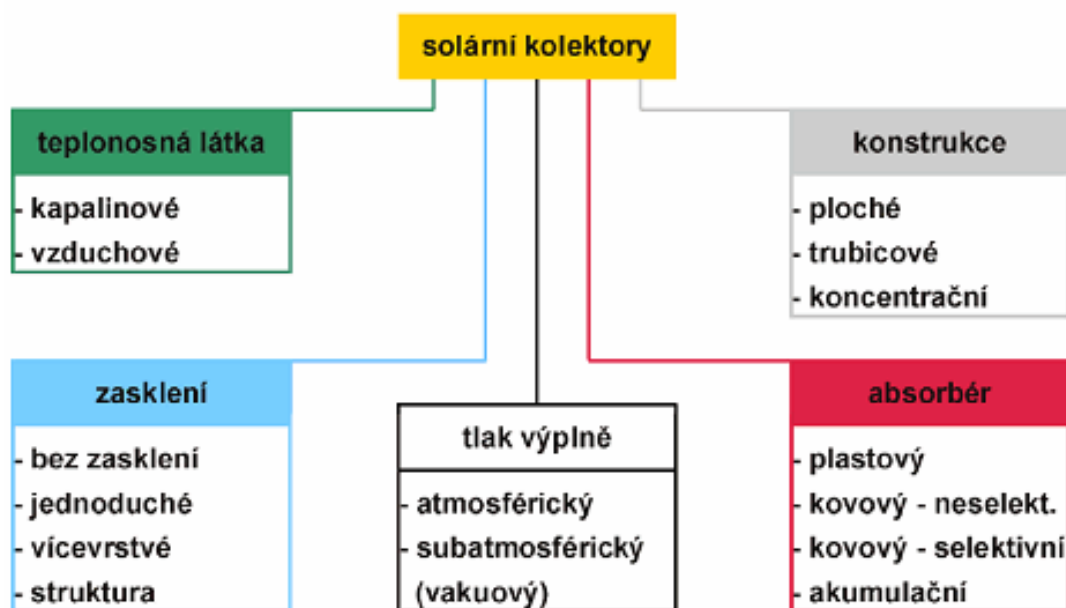 solární kolektory
teplonosná látka
- kapalinové
- vzduchové
konstrukce
- ploché
- trubicové
- koncentrační
zasklení
- bez zasklení
- jednoduché
- vícevrstvé
- struktura
tlak výplně
- atmosférický
- subatmosférický
(vakuový)
absorbér
- plastový
- kovový - neselekt.
- kovový - selektivní
- akumulační